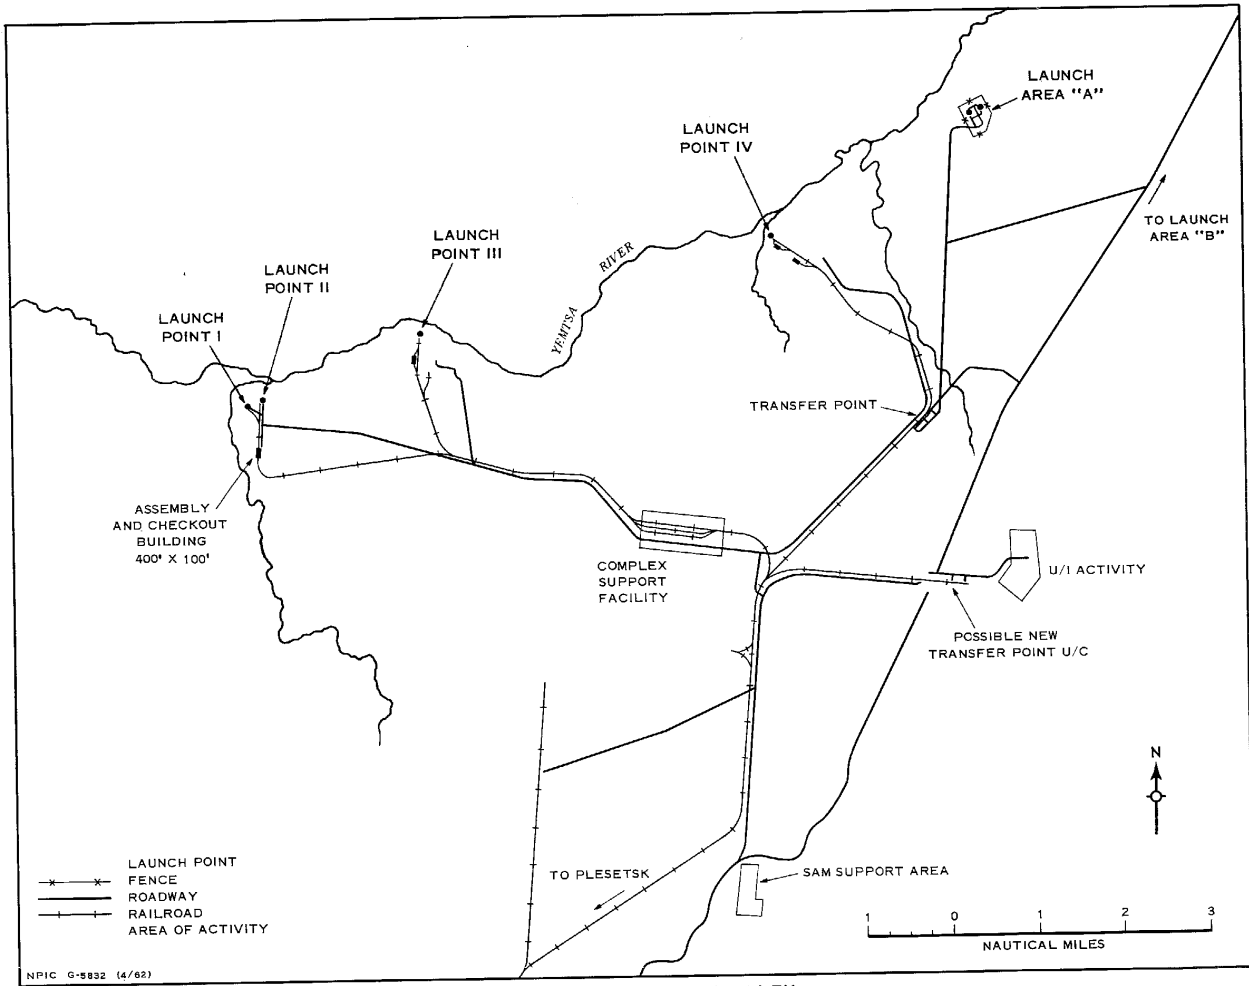 LAUNCH
AREA "A"
LAUNCH
POINT IV
TO LAUNCH
AREA "B"
LAUNCH
POINT III
YEMTSA RIVER
LAUNCH
POINT II
LAUNCH
POINT I
TRANSFER POINT
ASSEMBLY
AND CHECKOUT
BUILDING
400' X 100'
COMPLEX
SUPPORT
FACILITY
U/I ACTIVITY
POSSIBLE NEW
TRANSFER POINT U/C
N
TO PLESETSK
SAM SUPPORT AREA
LAUNCH POINT
FENCE
ROADWAY
RAILROAD
AREA OF ACTIVITY
1 0 1 2 3
NAUTICAL MILES
NPIC G-5832 (4/62)